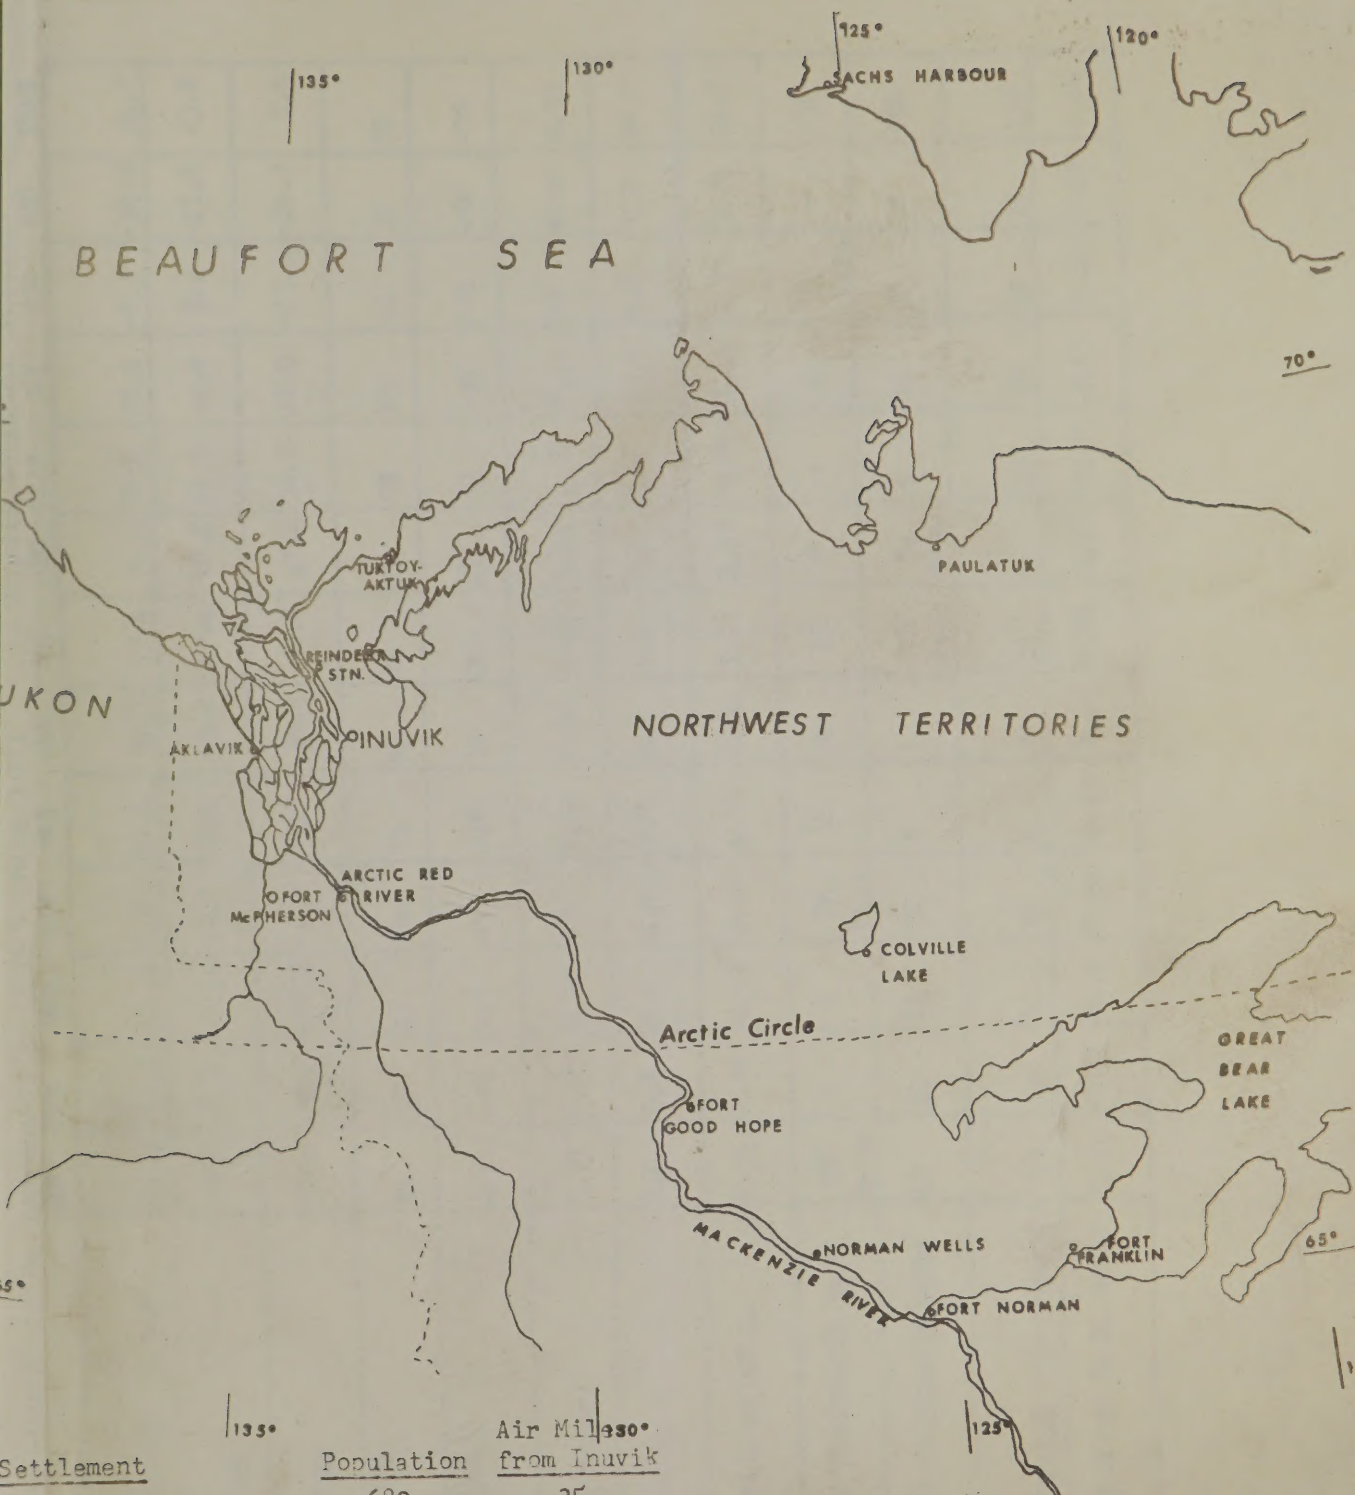 125°
120°
130°
135°
SACHS HARBOUR
BEAUFORT SEA
70°
TUKTOY-
AKTUK
PAULATUK
REINDEER
STN.
UKON
NORTHWEST TERRITORIES
AKLAVIK
INUVIK
ARCTIC RED
RIVER
FORT
McPHERSON
COLVILLE
LAKE
Arctic Circle
GREAT
BEAR
LAKE
FORT
GOOD HOPE
MACKENZIE RIVER
NORMAN WELLS
FORT
FRANKLIN
65°
5°
FORT NORMAN
135°
130°
125°
Air Miles
Settlement Population from Inuvik